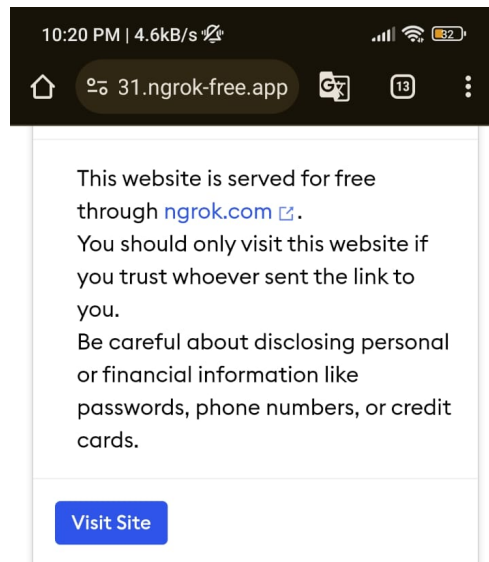 10:20 PM | 4.6kB/s
32
31.ngrok-free.app
13
This website is served for free
through ngrok.com.
You should only visit this website if
you trust whoever sent the link to
you.
Be careful about disclosing personal
or financial information like
passwords, phone numbers, or credit
cards.
Visit Site